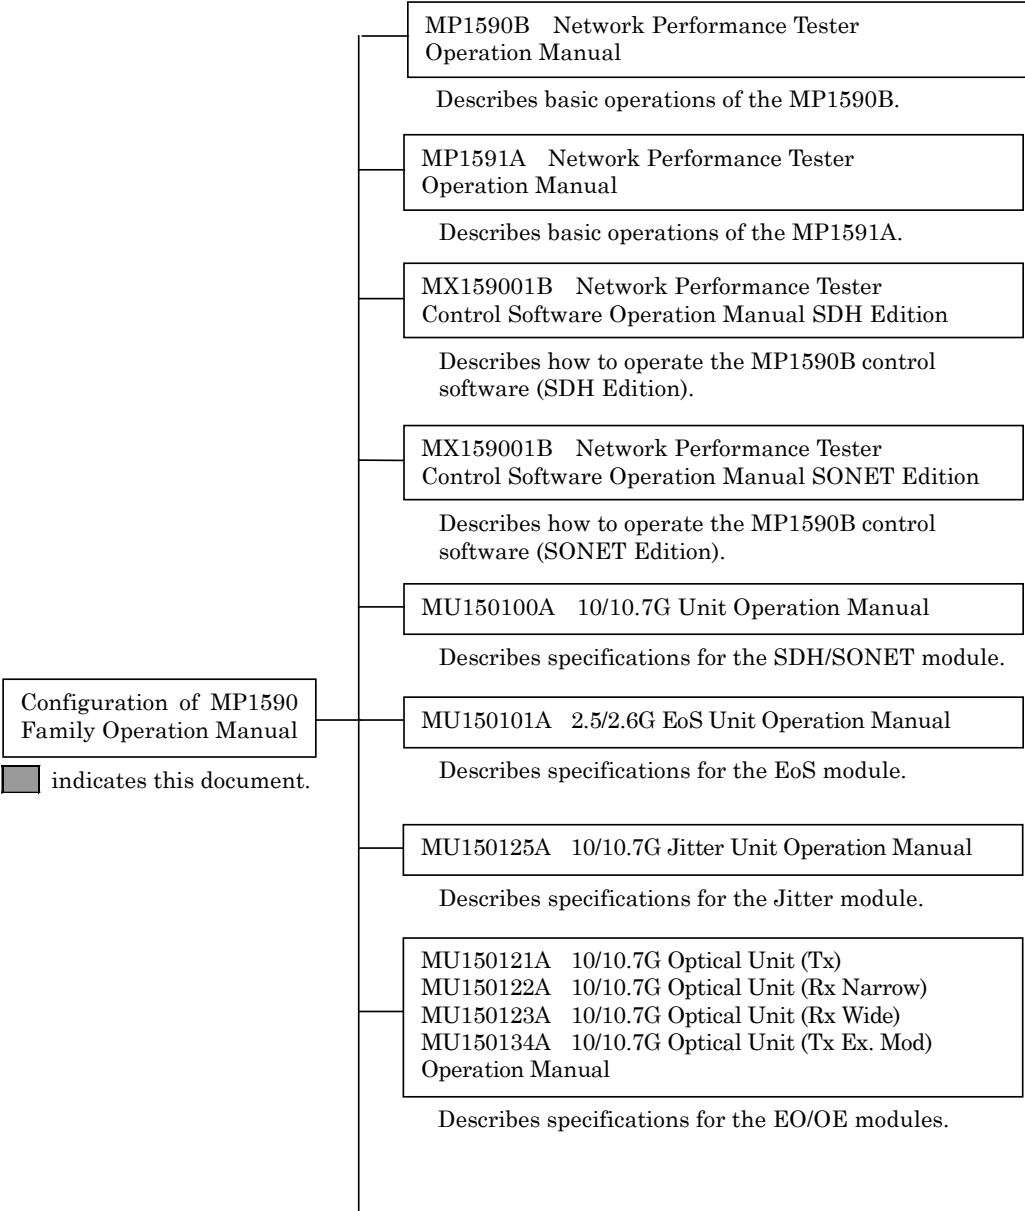 MP1590B Network Performance Tester
Operation Manual
Describes basic operations of the MP1590B.
MP1591A Network Performance Tester
Operation Manual
Describes basic operations of the MP1591A.
MX159001B Network Performance Tester
Control Software Operation Manual SDH Edition
Describes how to operate the MP1590B control
software (SDH Edition).
MX159001B Network Performance Tester
Control Software Operation Manual SONET Edition
Describes how to operate the MP1590B control
software (SONET Edition).
MU150100A 10/10.7G Unit Operation Manual
Describes specifications for the SDH/SONET module.
Configuration of MP1590
Family Operation Manual
indicates this document.
MU150101A 2.5/2.6G EoS Unit Operation Manual
Describes specifications for the EoS module.
MU150125A 10/10.7G Jitter Unit Operation Manual
Describes specifications for the Jitter module.
MU150121A 10/10.7G Optical Unit (Tx)
MU150122A 10/10.7G Optical Unit (Rx Narrow)
MU150123A 10/10.7G Optical Unit (Rx Wide)
MU150134A 10/10.7G Optical Unit (Tx Ex. Mod)
Operation Manual
Describes specifications for the EO/OE modules.